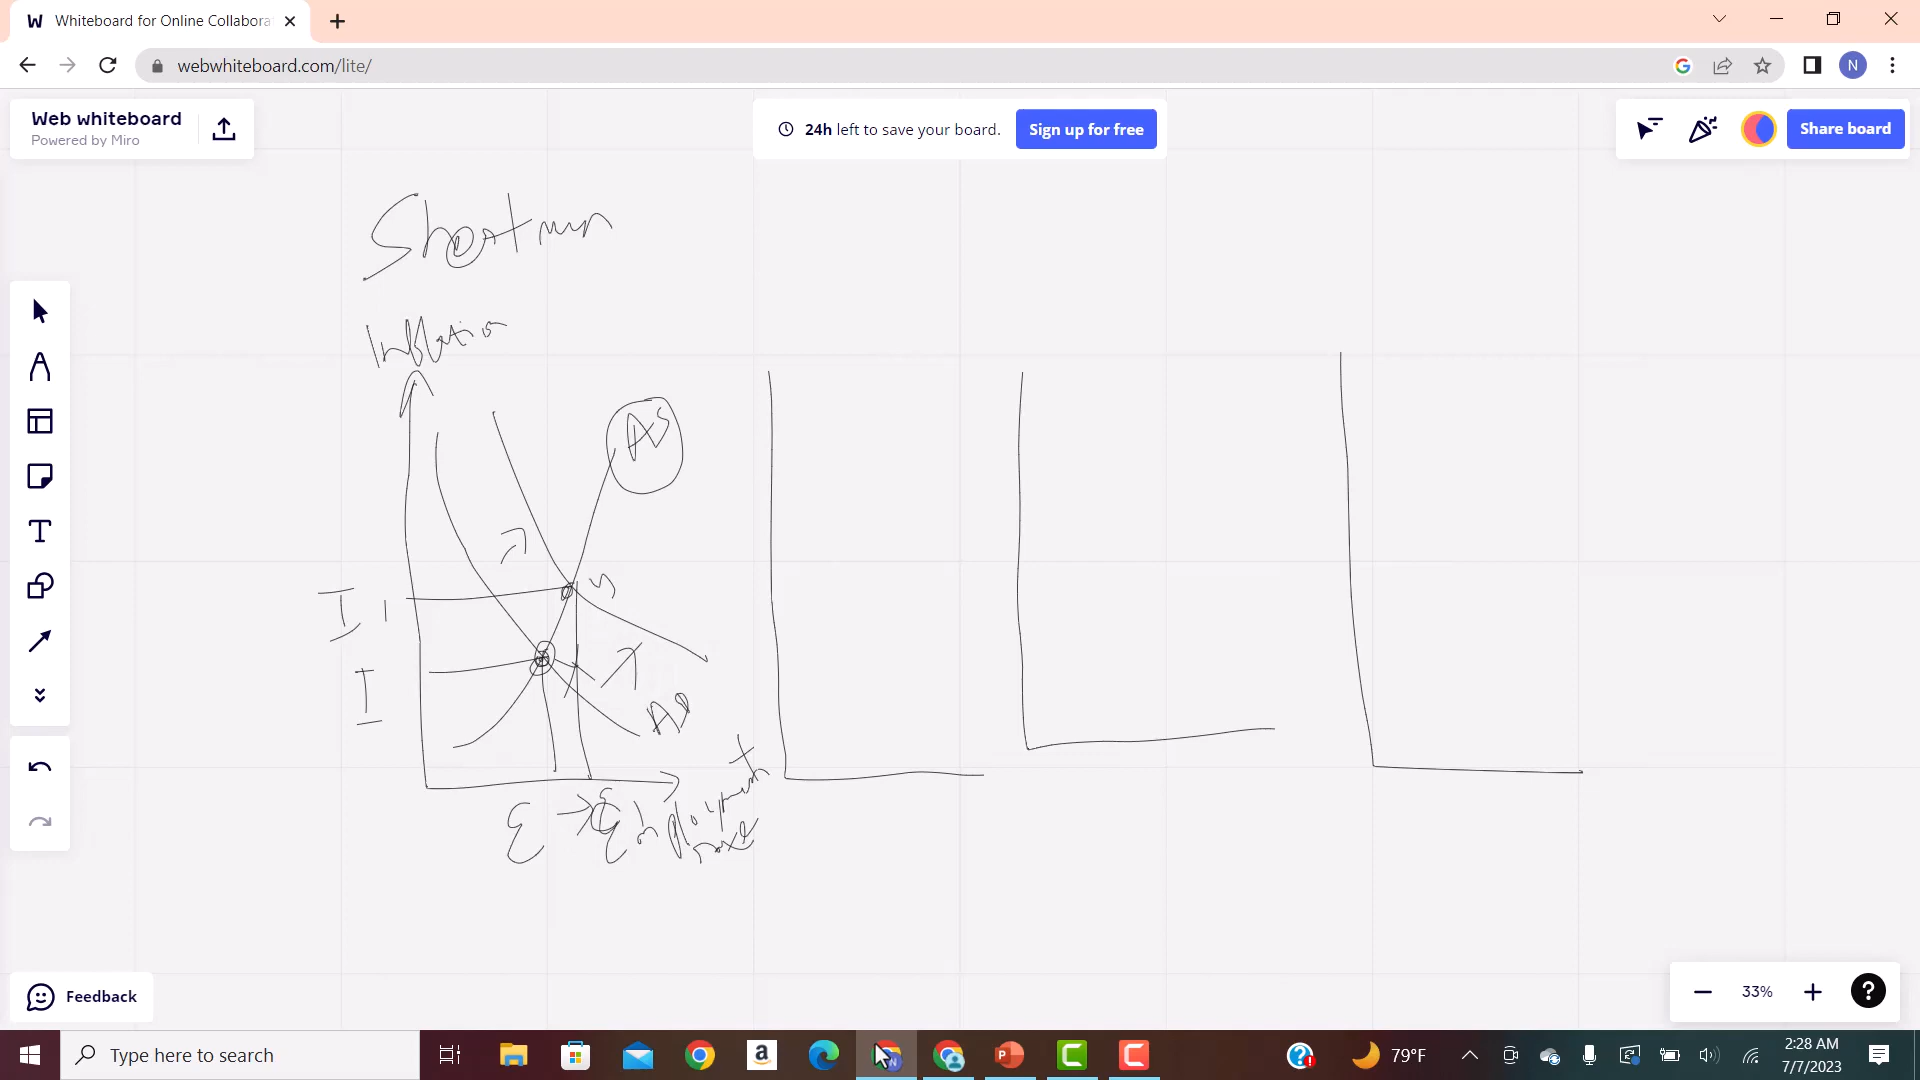 Whiteboard for Online Collabora
webwhiteboard.com/lite/
N
Web whiteboard
Powered by Miro
24h left to save your board.
Sign up for free
Share board
Short run
Inflation
AS
I1
I
AD
E → E1
Employment
rate
Feedback
33%
Type here to search
79°F
2:28 AM
7/7/2023